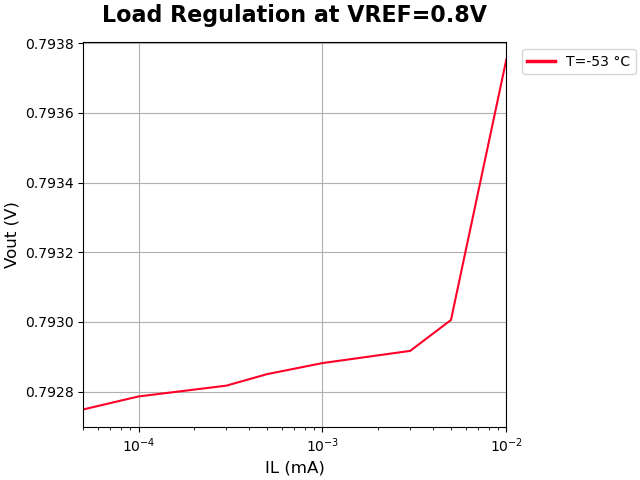 Load Regulation at VREF=0.8V
T=-53 °C
Vout (V)
0.7938
0.7936
0.7934
0.7932
0.7930
0.7928
10⁻⁴
10⁻³
10⁻²
IL (mA)